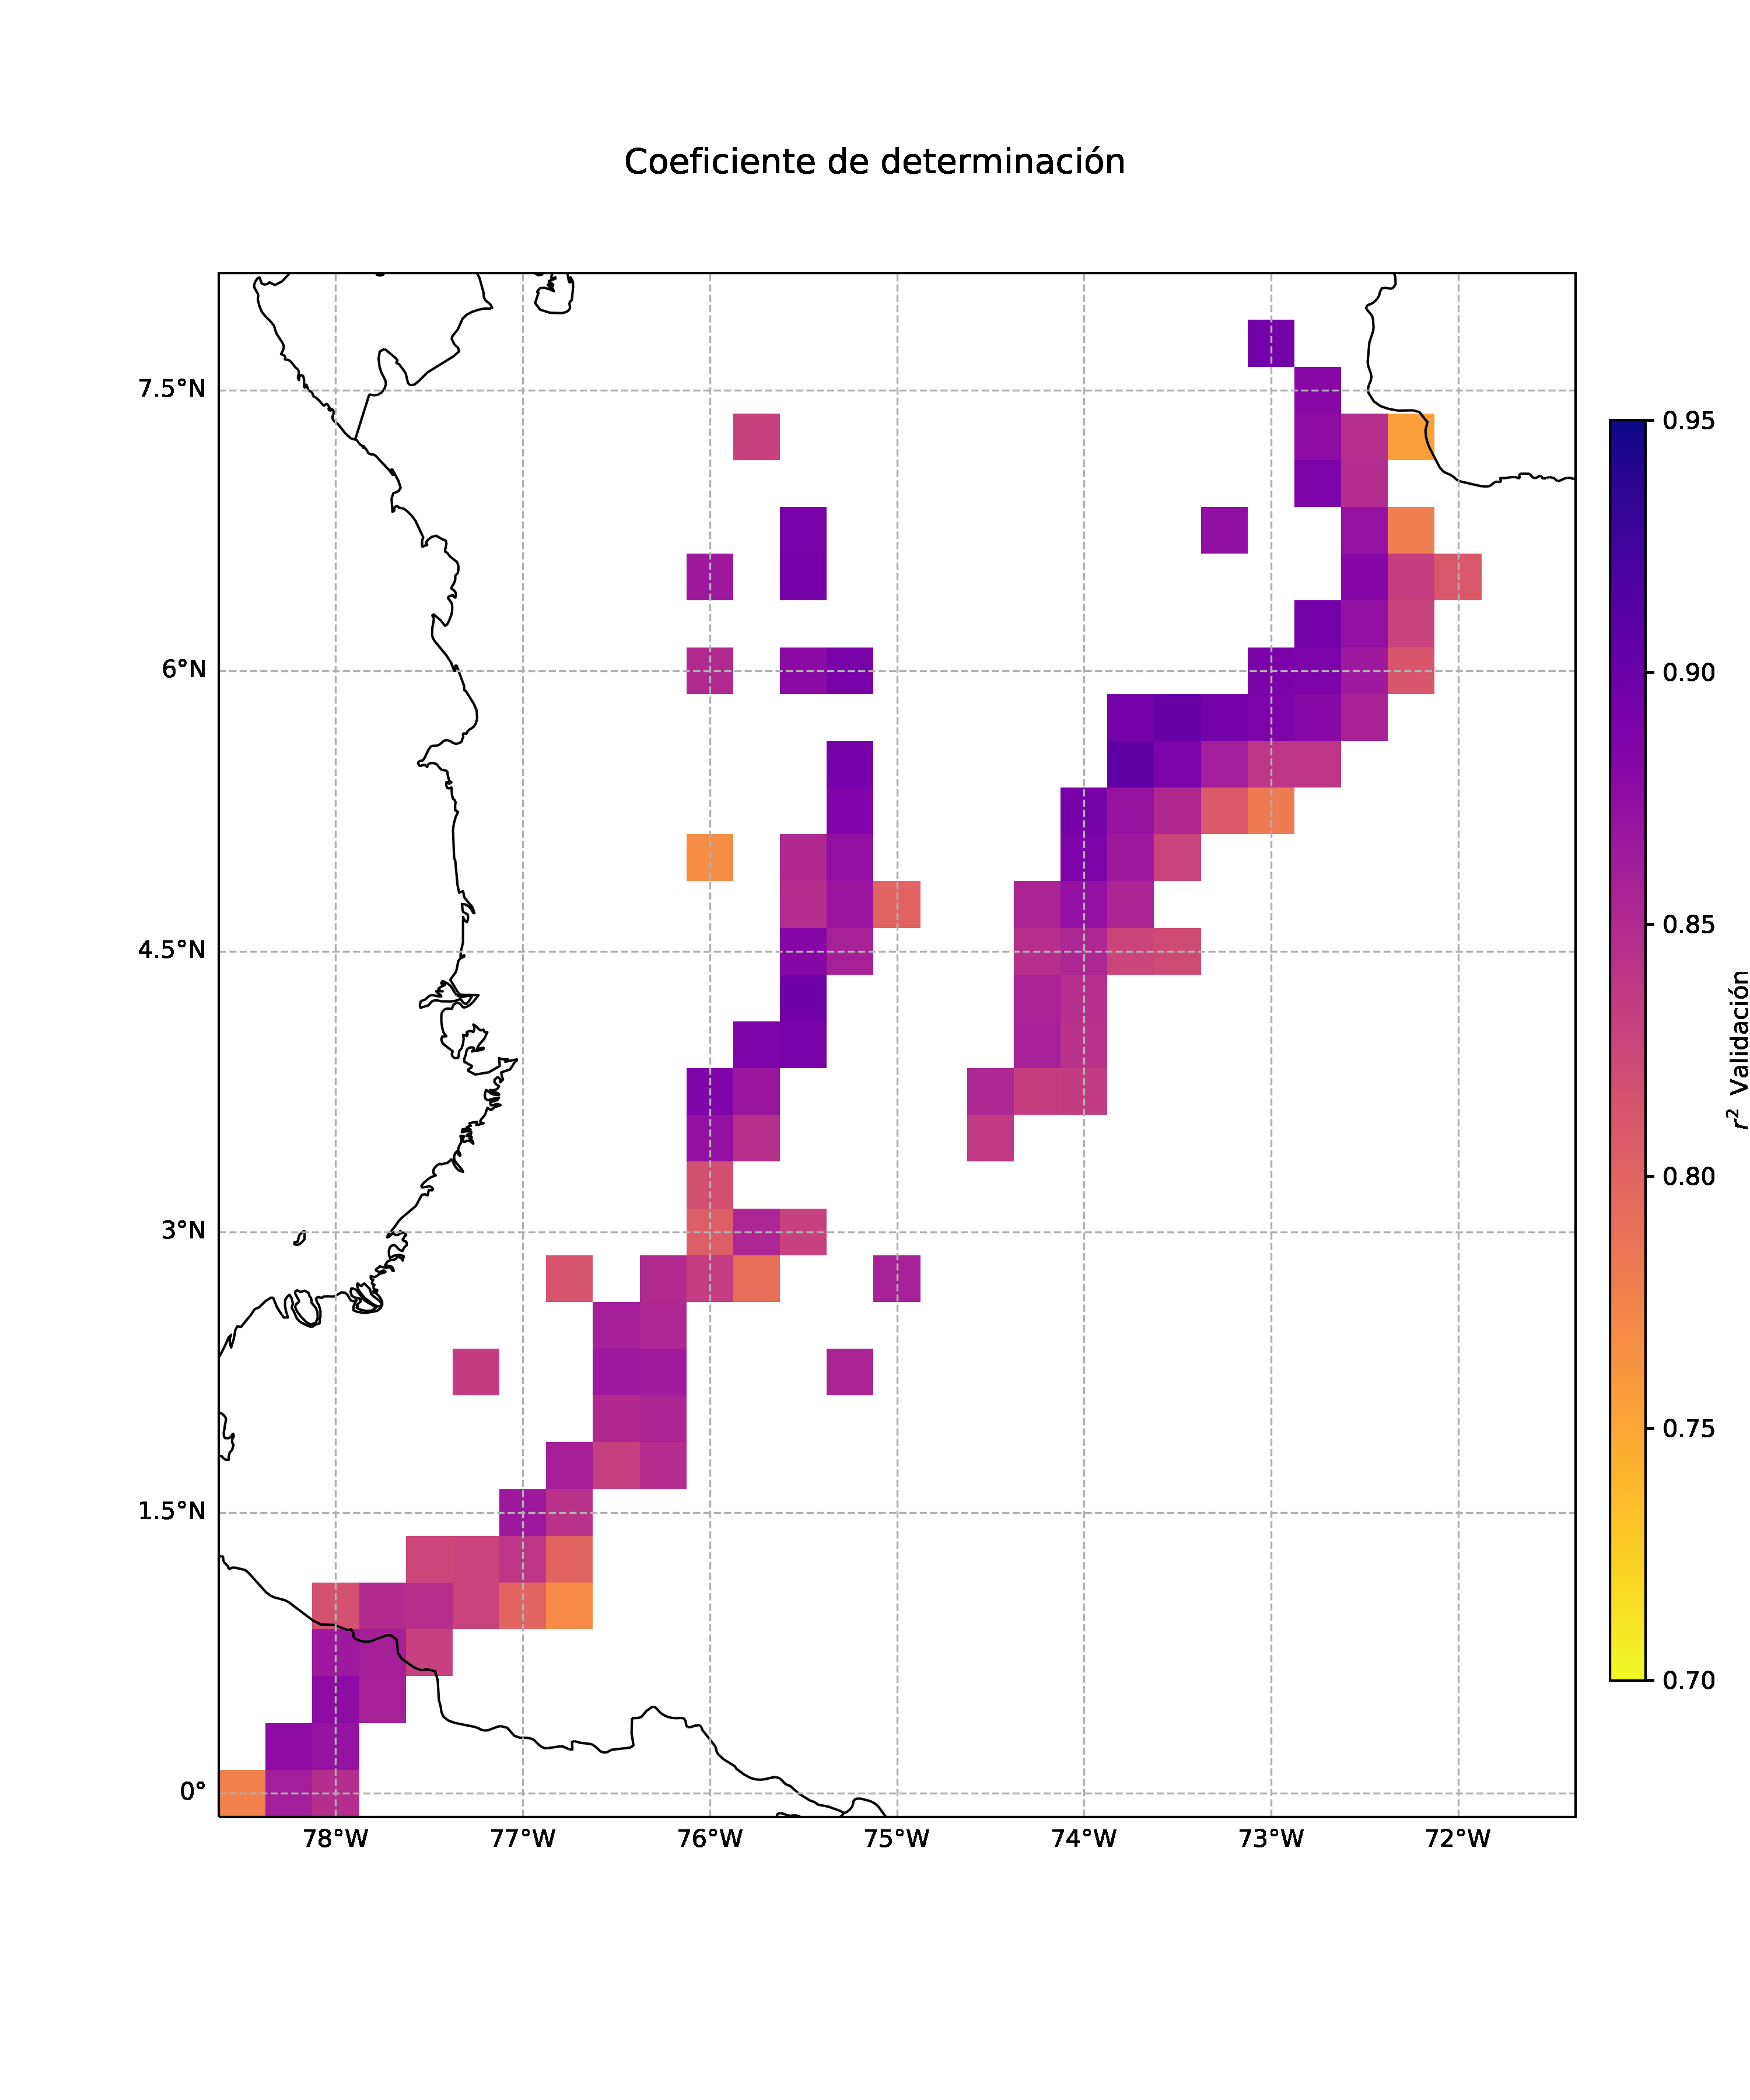 Coeficiente de determinación
7.5°N
6°N
4.5°N
3°N
1.5°N
0°
78°W
77°W
76°W
75°W
74°W
73°W
72°W
0.95
0.90
0.85
0.80
0.75
0.70
r² Validación